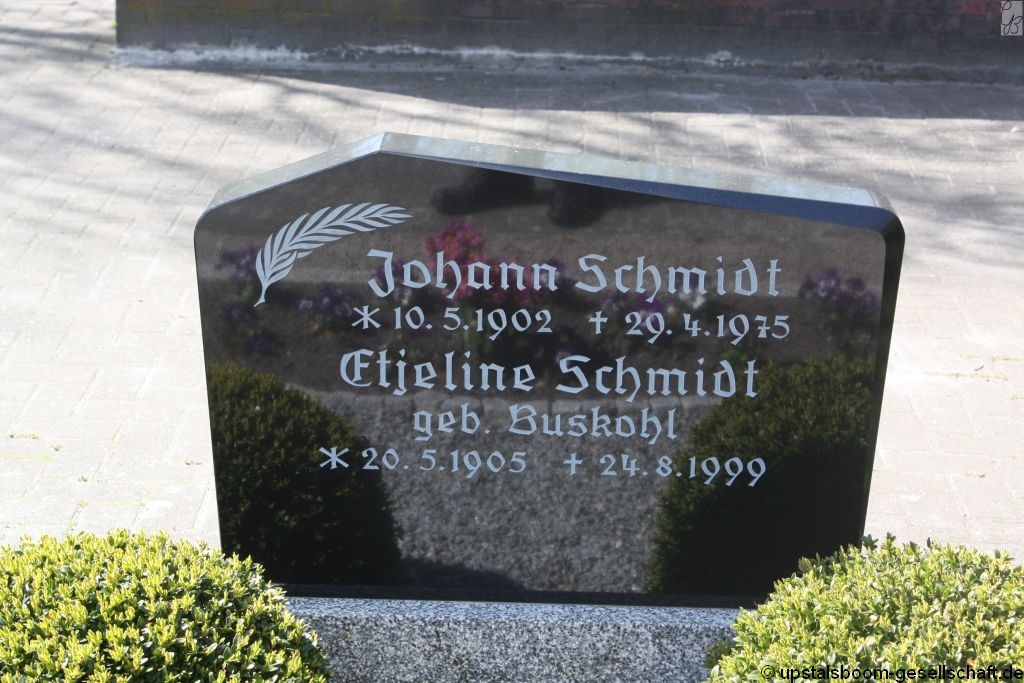 Johann Schmidt
* 10.5.1902 † 29.4.1975
Etjeline Schmidt
geb. Buskohl
* 20.5.1905 † 24.8.1999
© upstalsboom-gesellschaft.de